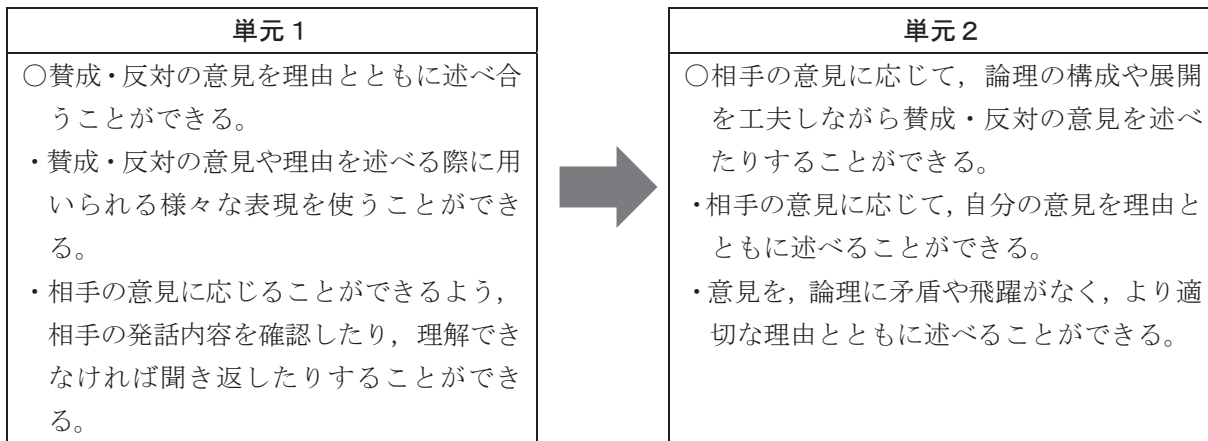 単元1
○賛成・反対の意見を理由とともに述べ合
うことができる。
・賛成・反対の意見や理由を述べる際に用
いられる様々な表現を使うことができ
る。
・相手の意見に応じることができるよう，
相手の発話内容を確認したり，理解でき
なければ聞き返したりすることができ
る。
単元2
○相手の意見に応じて，論理の構成や展開
を工夫しながら賛成・反対の意見を述べ
たりすることができる。
・相手の意見に応じて，自分の意見を理由と
ともに述べることができる。
・意見を，論理に矛盾や飛躍がなく，より適
切な理由とともに述べることができる。